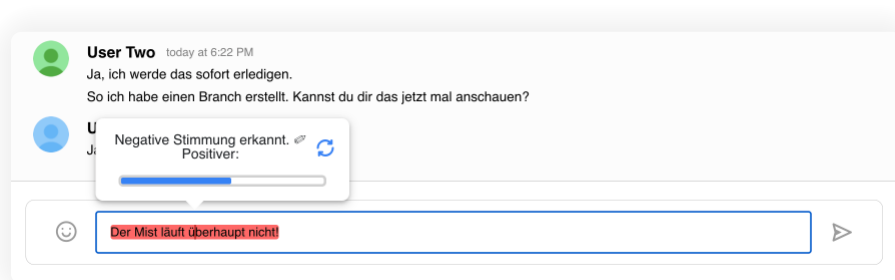 User Two today at 6:22 PM
Ja, ich werde das sofort erledigen.
So ich habe einen Branch erstellt. Kannst du dir das jetzt mal anschauen?
U
Ja
Negative Stimmung erkannt.
Positiver:
Der Mist läuft überhaupt nicht!